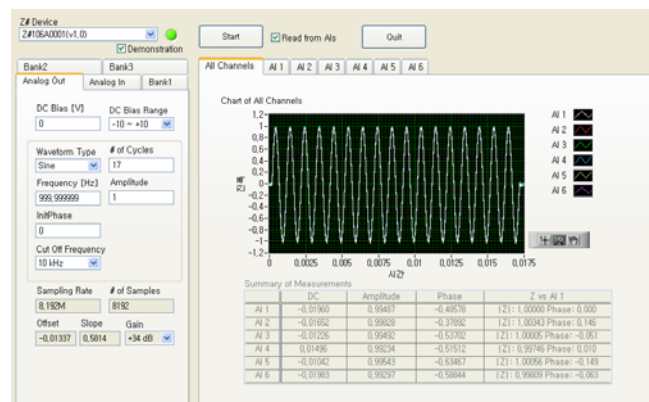 Z# Device
Z#106A0001(v1,0)
Demonstration
Start
Read from AIs
Quit
Bank2 Bank3
Analog Out Analog In Bank1
All Channels AI 1 AI 2 AI 3 AI 4 AI 5 AI 6
DC Bias [V] DC Bias Range
0 -10 ~ +10
Waveform Type # of Cycles
Sine 17
Frequency [Hz] Amplitude
999,999999 1
InitPhase
0
Cut Off Frequency
10 kHz
Sampling Rate # of Samples
8,192M 8192
Offset Slope Gain
-0,01337 0,5814 +34 dB
Chart of All Channels
1,2
1
0,8
0,6
0,4
0,2
0
-0,2
-0,4
-0,6
-0,8
-1
-1,2
진폭
0 0,0025 0,005 0,0075 0,01 0,0125 0,015 0,0175
시간
AI 1
AI 2
AI 3
AI 4
AI 5
AI 6
Summary of Measurements
DC Amplitude Phase Z vs AI 1
AI 1 -0,01960 0,99487 -0,48578 |Z|: 1,00000 Phase: 0,000
AI 2 -0,01652 0,99828 -0,37892 |Z|: 1,00343 Phase: 0,146
AI 3 -0,01226 0,99492 -0,53702 |Z|: 1,00005 Phase: -0,051
AI 4 0,01496 0,99234 -0,51512 |Z|: 0,99746 Phase: 0,010
AI 5 -0,01042 0,99543 -0,63467 |Z|: 1,00056 Phase: -0,149
AI 6 -0,01983 0,99297 -0,58844 |Z|: 0,99809 Phase: -0,063